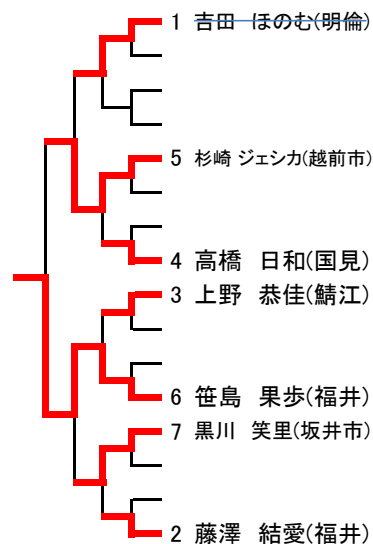 1 吉田　ほのむ(明倫)
5 杉崎 ジェシカ(越前市)
4 高橋　日和(国見)
3 上野　恭佳(鯖江)
6 笹島　果歩(福井)
7 黒川　笑里(坂井市)
2 藤澤　結愛(福井)